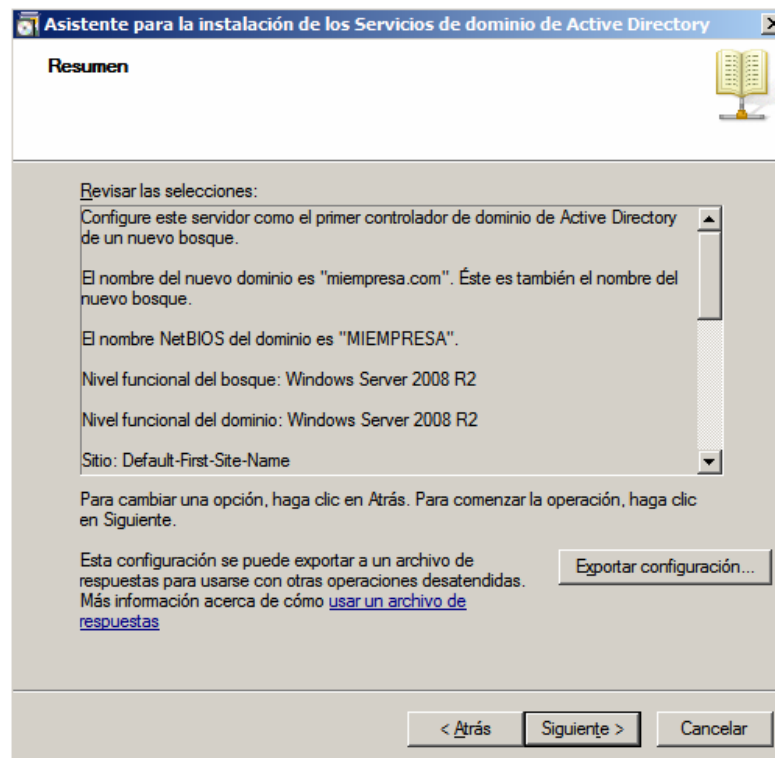 Asistente para la instalación de los Servicios de dominio de Active Directory
Resumen
Revisar las selecciones:
Configure este servidor como el primer controlador de dominio de Active Directory
de un nuevo bosque.
El nombre del nuevo dominio es "miempresa.com". Éste es también el nombre del
nuevo bosque.
El nombre NetBIOS del dominio es "MIEMPRESA".
Nivel funcional del bosque: Windows Server 2008 R2
Nivel funcional del dominio: Windows Server 2008 R2
Sitio: Default-First-Site-Name
Para cambiar una opción, haga clic en Atrás. Para comenzar la operación, haga clic
en Siguiente.
Esta configuración se puede exportar a un archivo de
respuestas para usarse con otras operaciones desatendidas.
Más información acerca de cómo usar un archivo de
respuestas
Exportar configuración...
< Atrás
Siguiente >
Cancelar